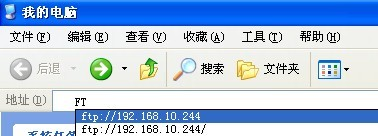 我的电脑
文件(F) 编辑(E) 查看(V) 收藏(A) 工具(T) 帮助(H)
后退 搜索 文件夹
地址(D) FT
ftp://192.168.10.244
ftp://192.168.10.244/